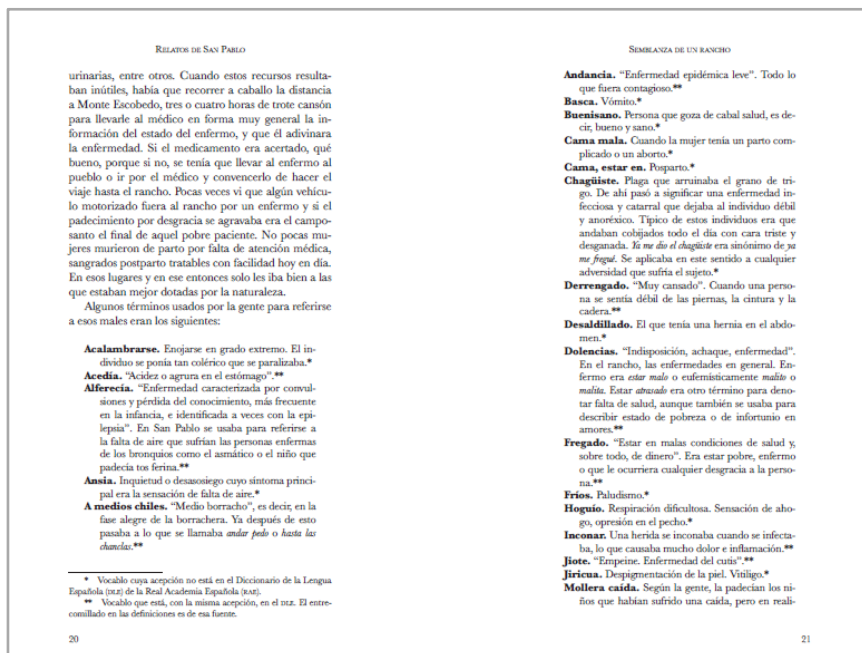 RELATOS DE SAN PABLO
urinarias, entre otros. Cuando estos recursos resulta-
ban inútiles, había que recorrer a caballo la distancia
a Monte Escobedo, tres o cuatro horas de trote cansón
para llevarle al médico en forma muy general la in-
formación del estado del enfermo, y que él adivinara
la enfermedad. Si el medicamento era acertado, qué
bueno, porque si no, se tenía que llevar al enfermo al
pueblo o ir por el médico y convencerlo de hacer el
viaje hasta el rancho. Pocas veces vi que algún vehícu-
lo motorizado fuera al rancho por un enfermo y si el
padecimiento por desgracia se agravaba era el campo-
santo el final de aquel pobre paciente. No pocas mu-
jeres murieron de parto por falta de atención médica,
sangrados postparto tratables con facilidad hoy en día.
En esos lugares y en ese entonces solo les iba bien a las
que estaban mejor dotadas por la naturaleza.
Algunos términos usados por la gente para referirse
a esos males eran los siguientes:
Acalambrarse. Enojarse en grado extremo. El in-
dividuo se ponía tan colérico que se paralizaba.*
Acedía. “Acidez o agrura en el estómago”.**
Alferecía. “Enfermedad caracterizada por convul-
siones y pérdida del conocimiento, más frecuente
en la infancia, e identificada a veces con la epi-
lepsia”. En San Pablo se usaba para referirse a
la falta de aire que sufrían las personas enfermas
de los bronquios como el asmático o el niño que
padecía tos ferina.**
Ansia. Inquietud o desasosiego cuyo síntoma princi-
pal era la sensación de falta de aire.*
A medios chiles. “Medio borracho”, es decir, en la
fase alegre de la borrachera. Ya después de esto
pasaba a lo que se llamaba andar pedo o hasta las
chanclas.**
* Vocablo cuya acepción no está en el Diccionario de la Lengua
Española (DLE) de la Real Academia Española (RAE).
** Vocablo que está, con la misma acepción, en el DLE. El entre-
comillado en las definiciones es de esa fuente.
20
SEMBLANZA DE UN RANCHO
Andancia. “Enfermedad epidémica leve”. Todo lo
que fuera contagioso.**
Basca. Vómito.*
Buenisano. Persona que goza de cabal salud, es de-
cir, bueno y sano.*
Cama mala. Cuando la mujer tenía un parto com-
plicado o un aborto.*
Cama, estar en. Posparto.*
Chagüiste. Plaga que arruinaba el grano de tri-
go. De ahí pasó a significar una enfermedad in-
fecciosa y catarral que dejaba al individuo débil
y anoréxico. Típico de estos individuos era que
andaban cobijados todo el día con cara triste y
desganada. Ya me dio el chagüiste era sinónimo de ya
me fregué. Se aplicaba en este sentido a cualquier
adversidad que sufría el sujeto.*
Derrengado. “Muy cansado”. Cuando una perso-
na se sentía débil de las piernas, la cintura y la
cadera.**
Desaldillado. El que tenía una hernia en el abdo-
men.*
Dolencias. “Indisposición, achaque, enfermedad”.
En el rancho, las enfermedades en general. En-
fermo era estar malo o eufemísticamente malito o
malita. Estar atrasado era otro término para deno-
tar falta de salud, aunque también se usaba para
describir estado de pobreza o de infortunio en
amores.**
Fregado. “Estar en malas condiciones de salud y,
sobre todo, de dinero”. Era estar pobre, enfermo
o que le ocurriera cualquier desgracia a la perso-
na.**
Fríos. Paludismo.*
Hoguío. Respiración dificultosa. Sensación de aho-
go, opresión en el pecho.*
Inconar. Una herida se inconaba cuando se infecta-
ba, lo que causaba mucho dolor e inflamación.**
Jiote. “Empeine. Enfermedad del cutis”.**
Jiricua. Despigmentación de la piel. Vitíligo.*
Mollera caída. Según la gente, la padecían los ni-
ños que habían sufrido una caída, pero en reali-
21